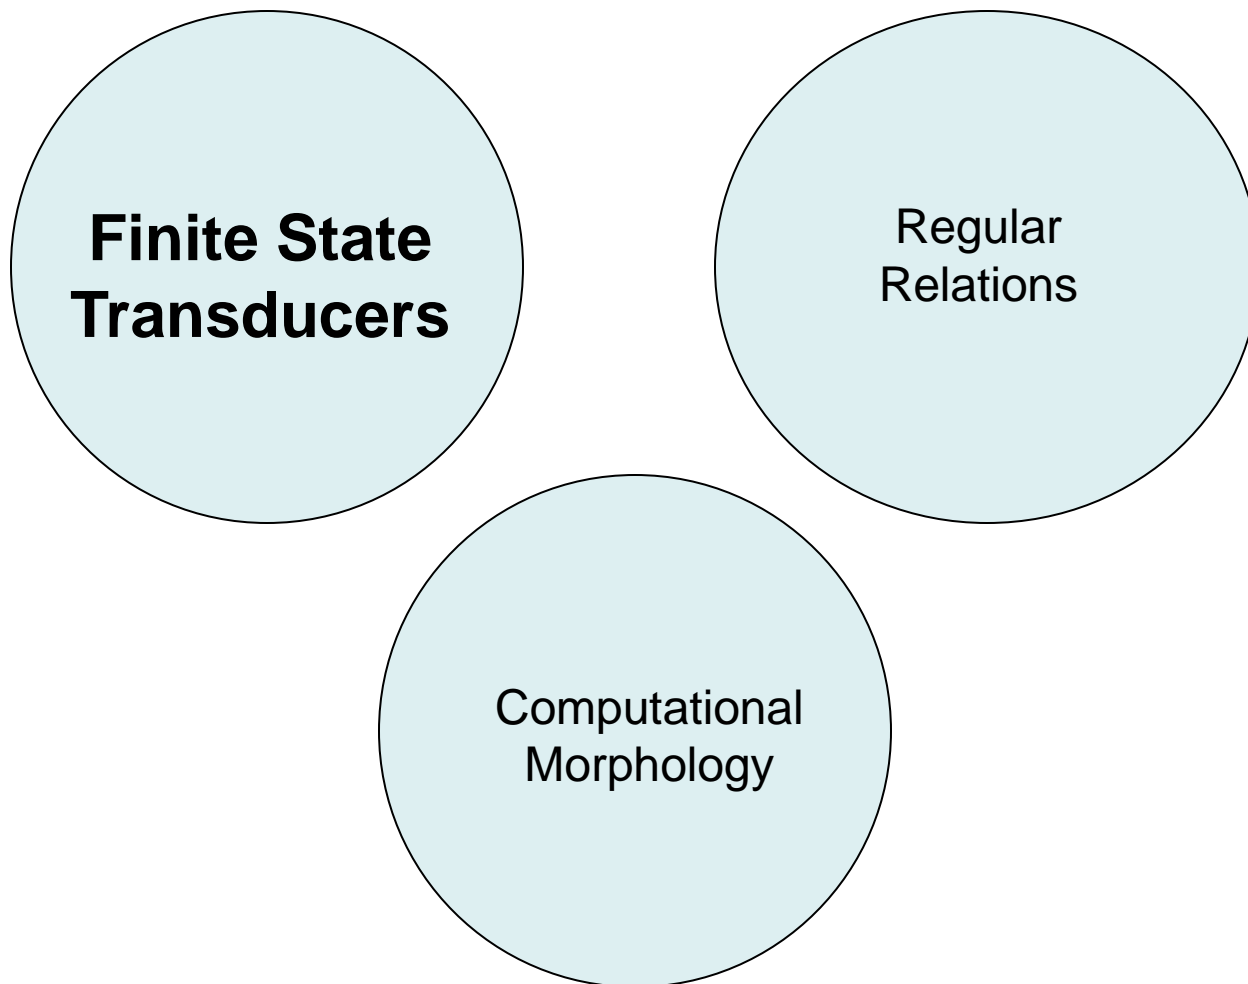 Finite State
Transducers
Regular
Relations
Computational
Morphology